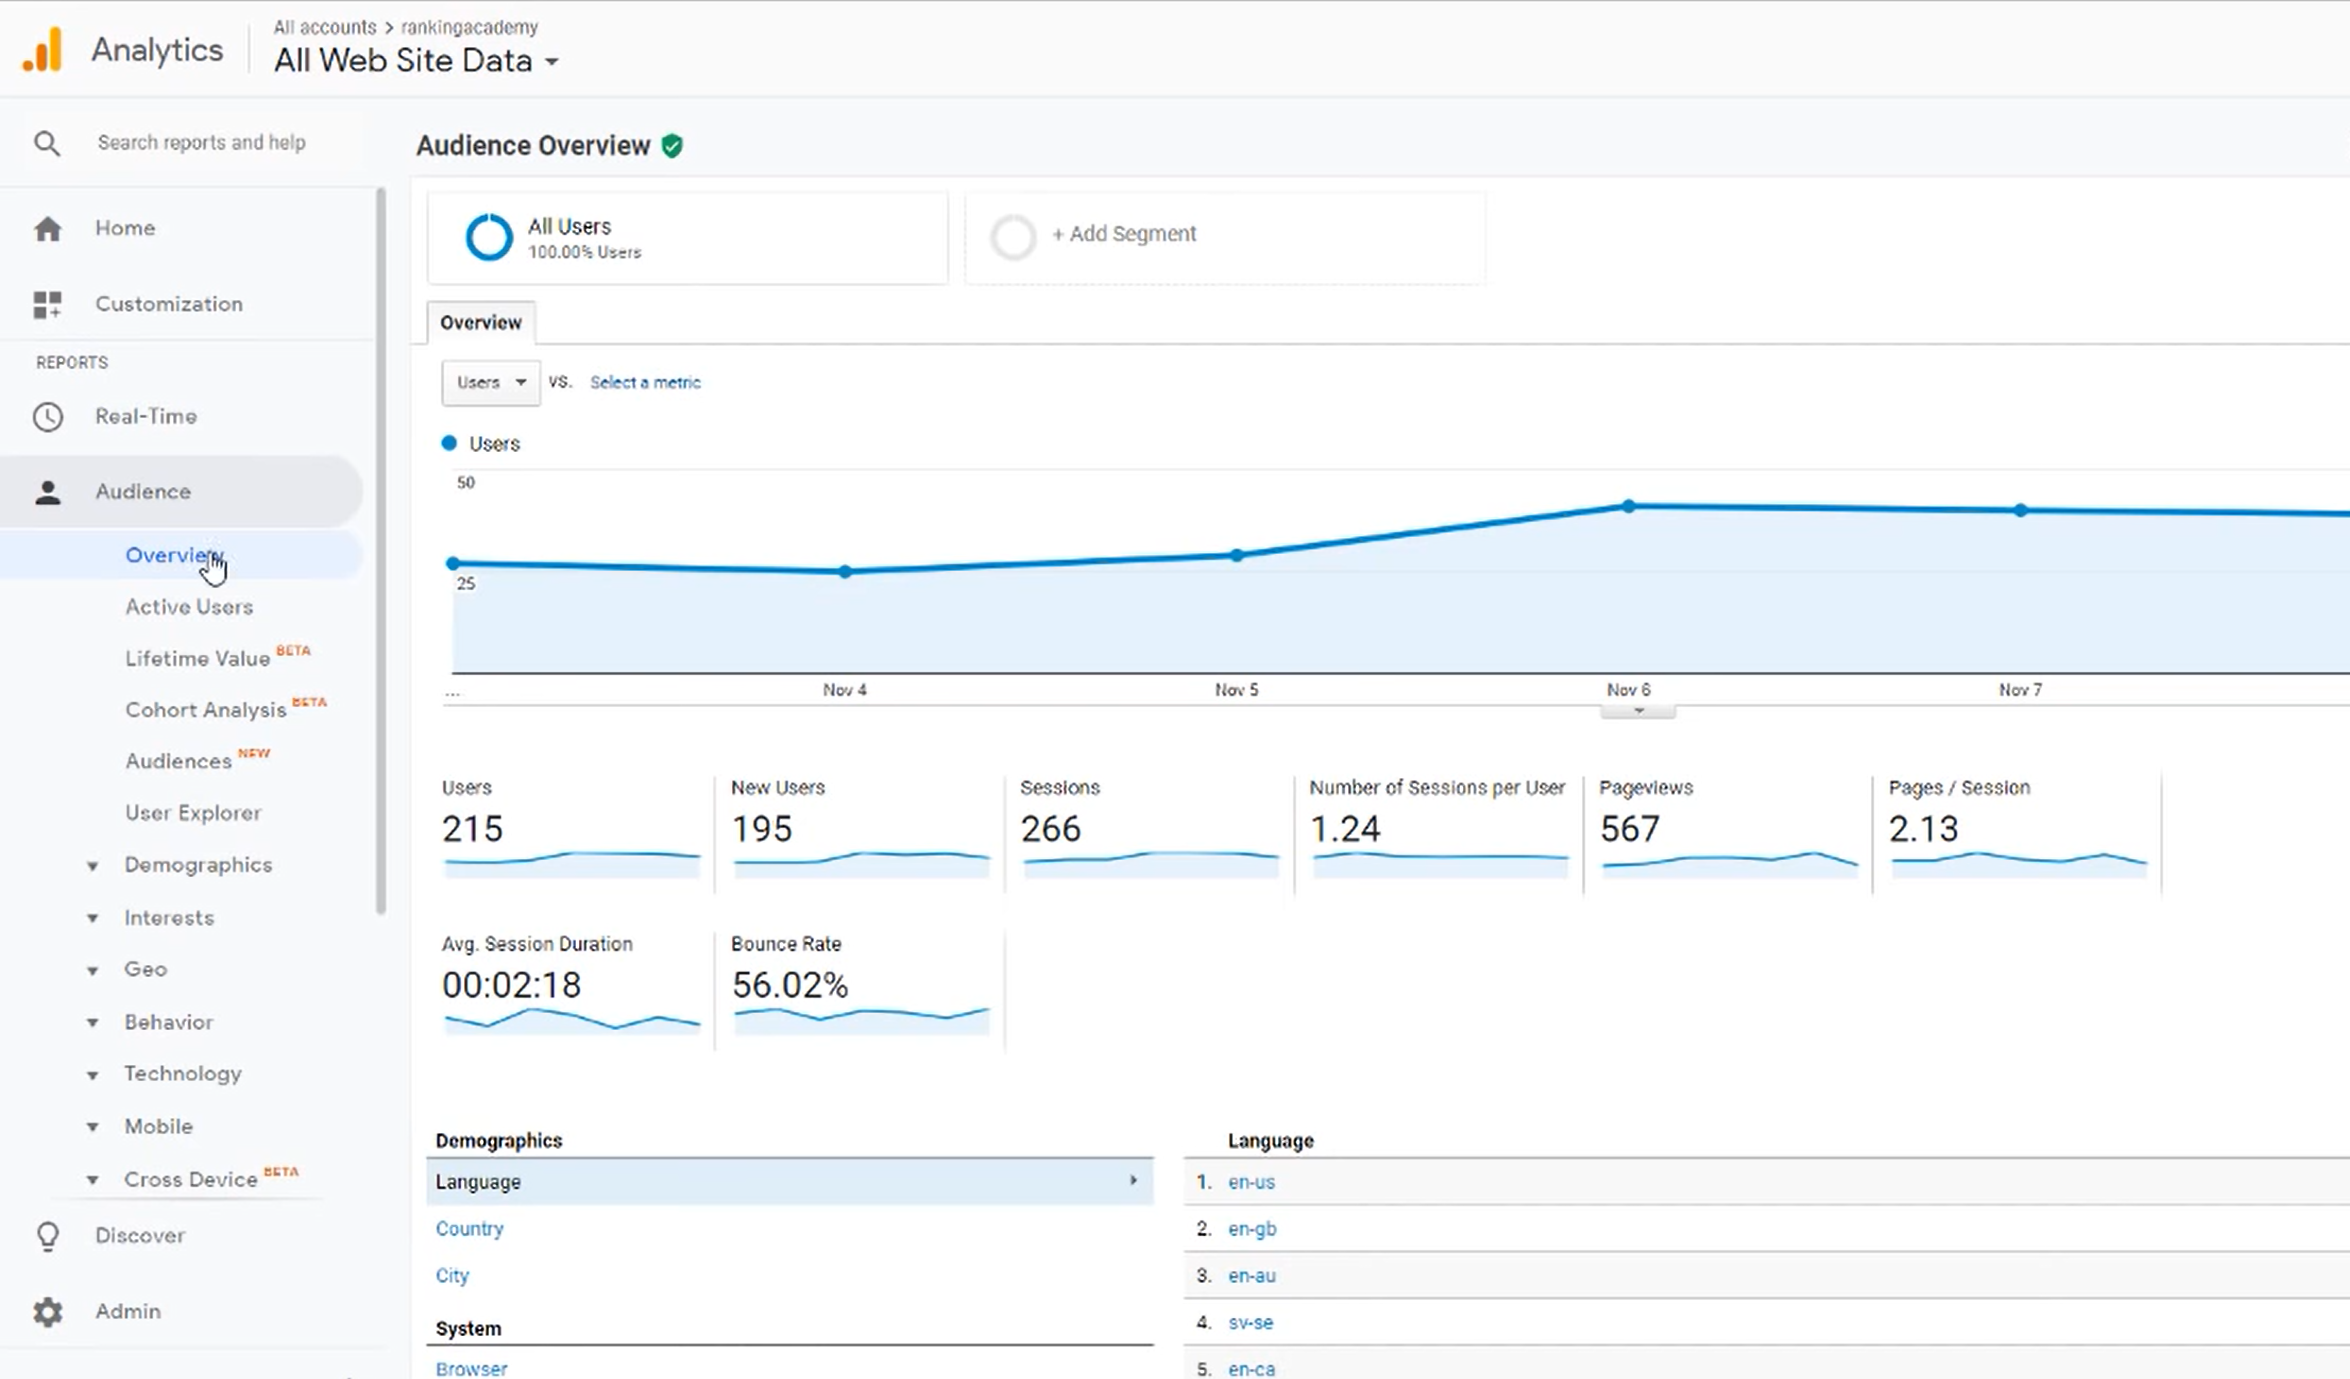 All accounts > rankingacademy
Analytics
All Web Site Data
Search reports and help
Home
Customization
REPORTS
Real-Time
Audience
Overview
Active Users
Lifetime Value BETA
Cohort Analysis BETA
Audiences NEW
User Explorer
Demographics
Interests
Geo
Behavior
Technology
Mobile
Cross Device BETA
Discover
Admin
Audience Overview
All Users
100.00% Users
+ Add Segment
Overview
Users VS. Select a metric
Users
50
25
... Nov 4 Nov 5 Nov 6 Nov 7
Users New Users Sessions Number of Sessions per User Pageviews Pages / Session
215 195 266 1.24 567 2.13
Avg. Session Duration Bounce Rate
00:02:18 56.02%
Demographics
Language
Country
City
System
Browser
Language
1. en-us
2. en-gb
3. en-au
4. sv-se
5. en-ca